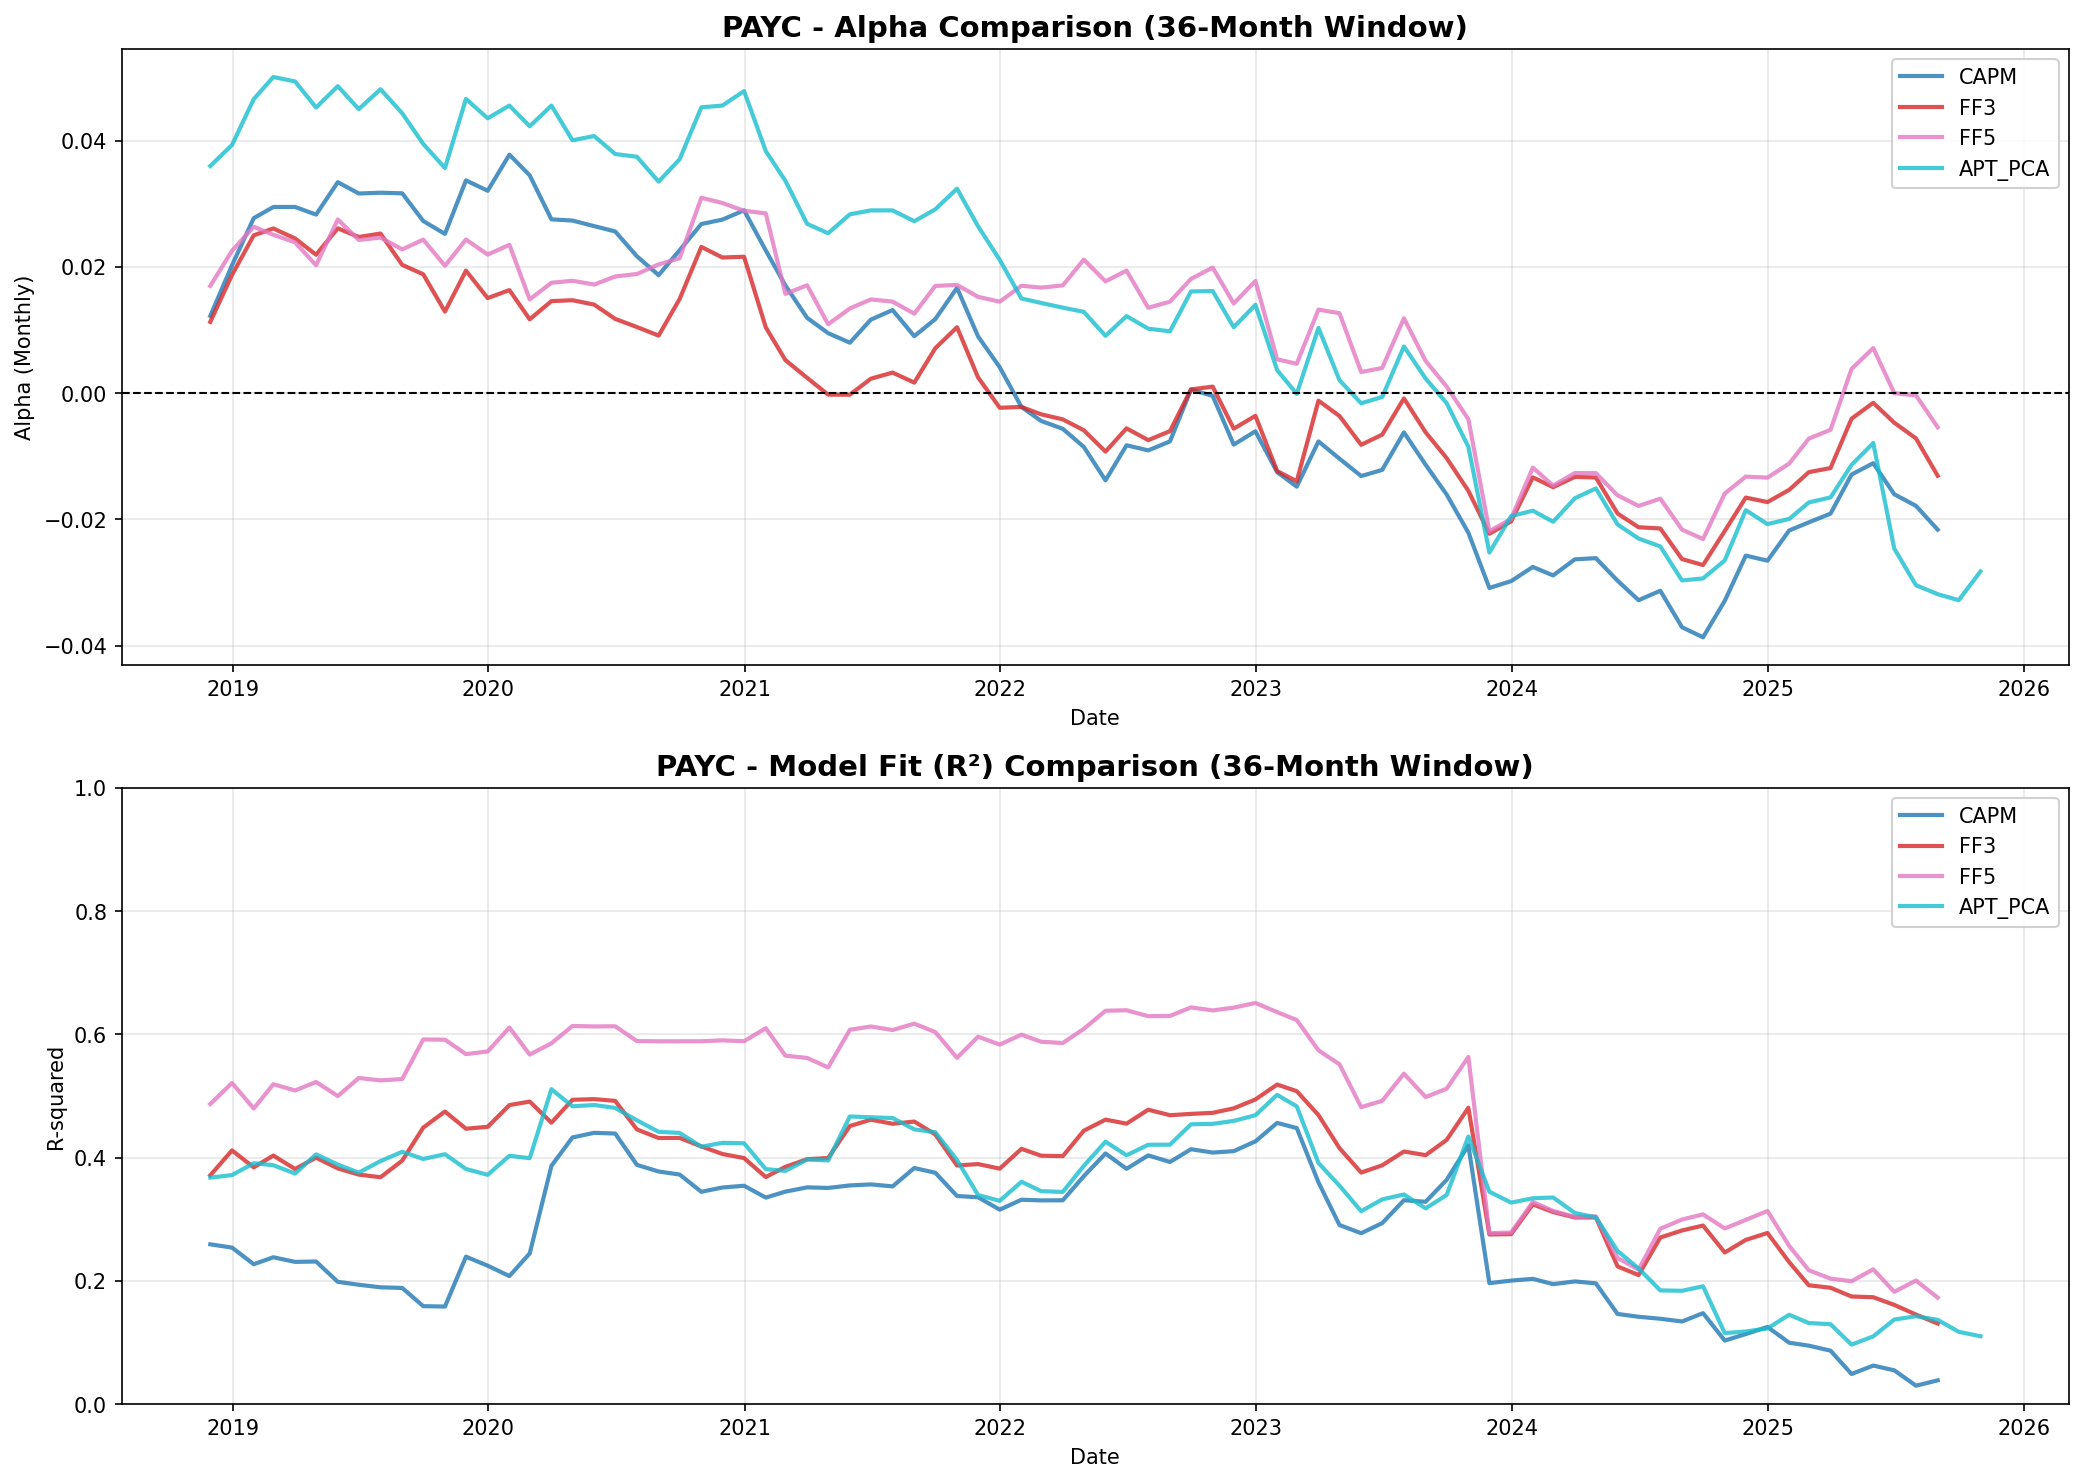 PAYC - Alpha Comparison (36-Month Window)
CAPM
FF3
FF5
APT_PCA
Alpha (Monthly)
0.04
0.02
0.00
−0.02
−0.04
2019 2020 2021 2022 2023 2024 2025 2026
Date
PAYC - Model Fit (R²) Comparison (36-Month Window)
CAPM
FF3
FF5
APT_PCA
R-squared
1.0
0.8
0.6
0.4
0.2
0.0
2019 2020 2021 2022 2023 2024 2025 2026
Date